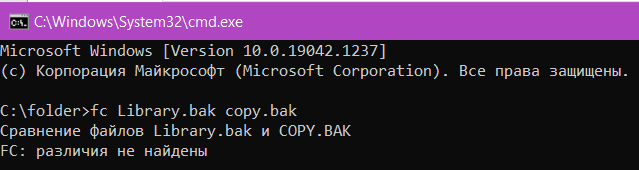 C:\Windows\System32\cmd.exe
Microsoft Windows [Version 10.0.19042.1237]
(c) Корпорация Майкрософт (Microsoft Corporation). Все права защищены.
C:\folder>fc Library.bak copy.bak
Сравнение файлов Library.bak и COPY.BAK
FC: различия не найдены